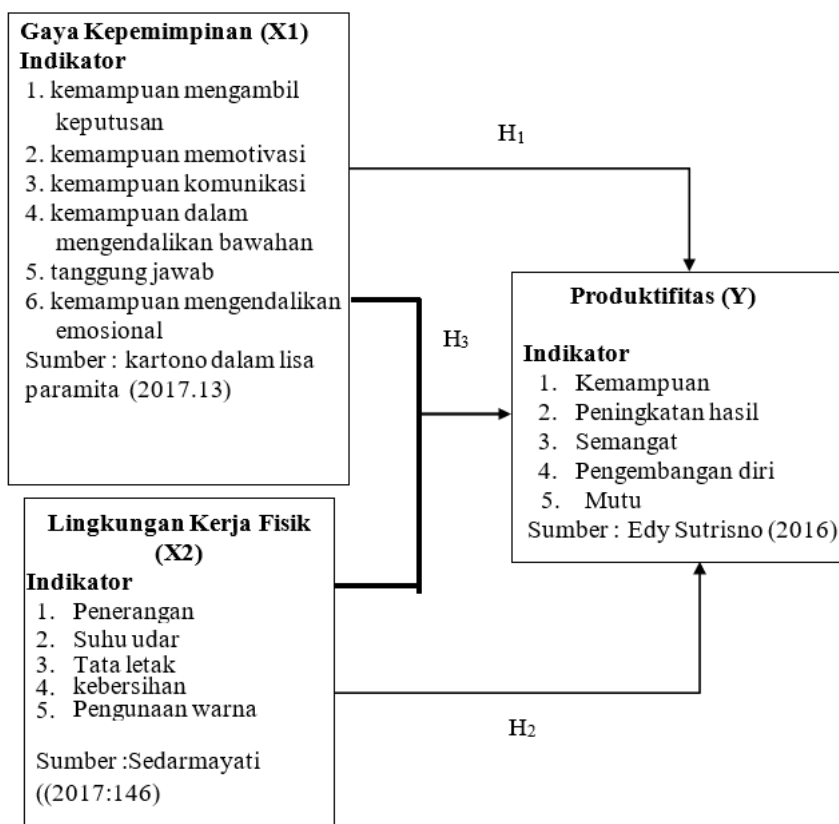 Gaya Kepemimpinan (X1)
Indikator
1. kemampuan mengambil
keputusan
2. kemampuan memotivasi
3. kemampuan komunikasi
4. kemampuan dalam
mengendalikan bawahan
5. tanggung jawab
6. kemampuan mengendalikan
emosional
Sumber : kartono dalam lisa
paramita (2017.13)
H1
H3
Produktifitas (Y)
Indikator
1. Kemampuan
2. Peningkatan hasil
3. Semangat
4. Pengembangan diri
5. Mutu
Sumber : Edy Sutrisno (2016)
Lingkungan Kerja Fisik
(X2)
Indikator
1. Penerangan
2. Suhu udar
3. Tata letak
4. kebersihan
5. Pengunaan warna
Sumber :Sedarmayati
((2017:146)
H2